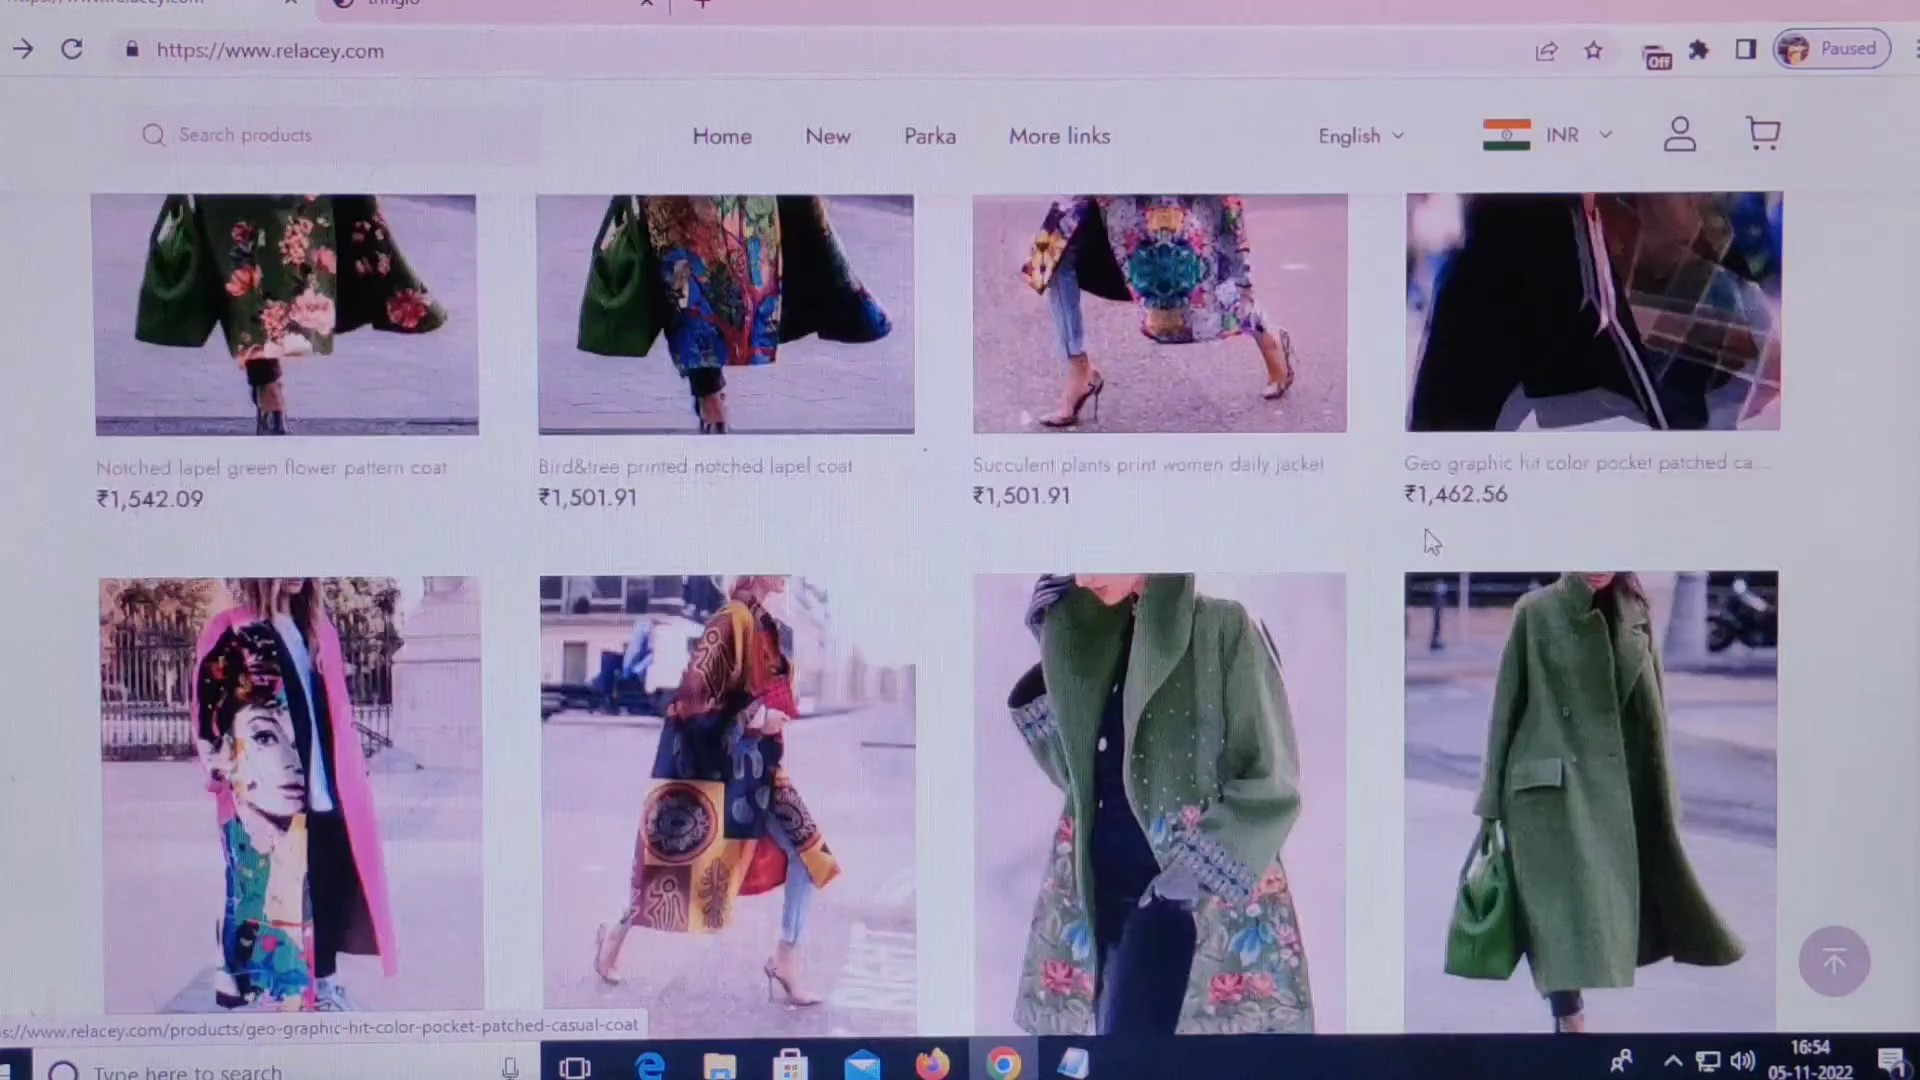 https://www.relacey.com
Off
Paused
Search products
Home
New
Parka
More links
English
INR
Notched lapel green flower pattern coat
₹1,542.09
Bird&tree printed notched lapel coat
₹1,501.91
Succulent plants print women daily jacket
₹1,501.91
Geo graphic hit color pocket patched ca...
₹1,462.56
s://www.relacey.com/products/geo-graphic-hit-color-pocket-patched-casual-coat
Type here to search
16:54
05-11-2022
1